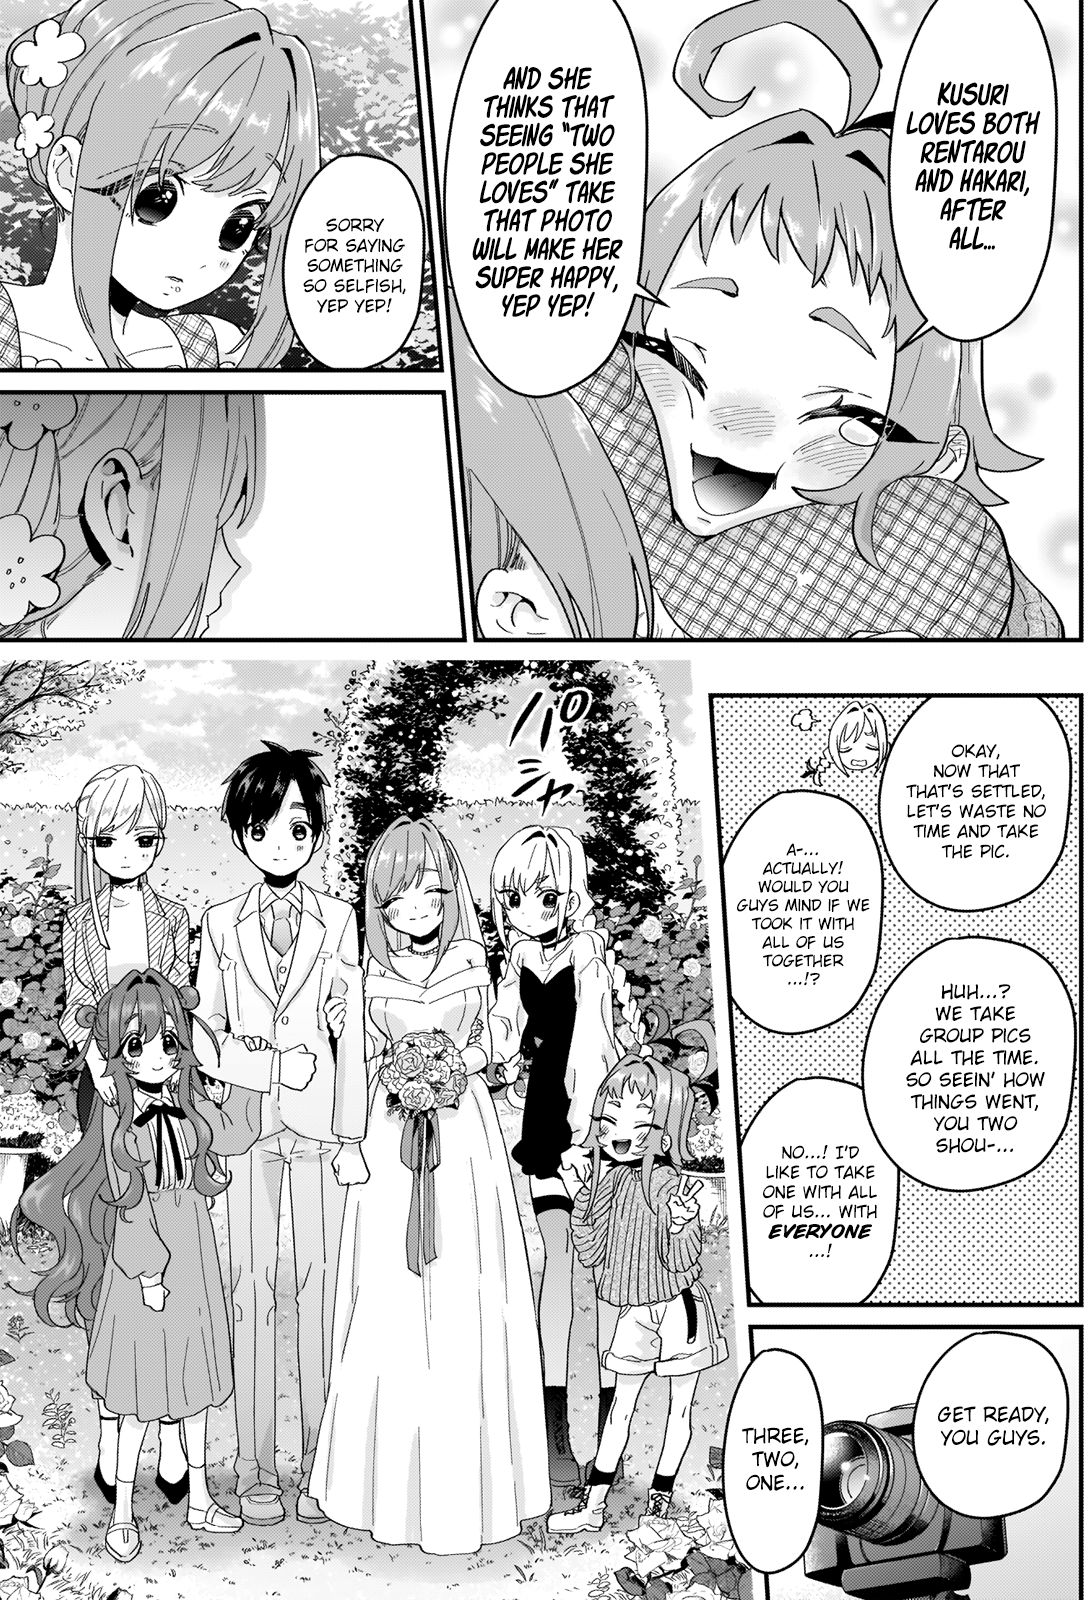 KUSURI
LOVES BOTH
RENTAROU
AND HAKARI,
AFTER
ALL...
AND SHE
THINKS THAT
SEEING "TWO
PEOPLE SHE
LOVES" TAKE
THAT PHOTO
WILL MAKE HER
SUPER HAPPY,
YEP YEP!
SORRY
FOR SAYING
SOMETHING
SO SELFISH,
YEP YEP!
OKAY,
NOW THAT
THAT'S SETTLED,
LET'S WASTE NO
TIME AND TAKE
THE PIC.
A-...
ACTUALLY!
WOULD YOU
GUYS MIND IF WE
TOOK IT WITH
ALL OF US
TOGETHER
...!?
HUH...?
WE TAKE
GROUP PICS
ALL THE TIME.
SO SEEIN' HOW
THINGS WENT,
YOU TWO
SHOU-...
NO...! I'D
LIKE TO TAKE
ONE WITH ALL
OF US... WITH
EVERYONE
...!
GET READY,
YOU GUYS.
THREE,
TWO,
ONE...
パシャ